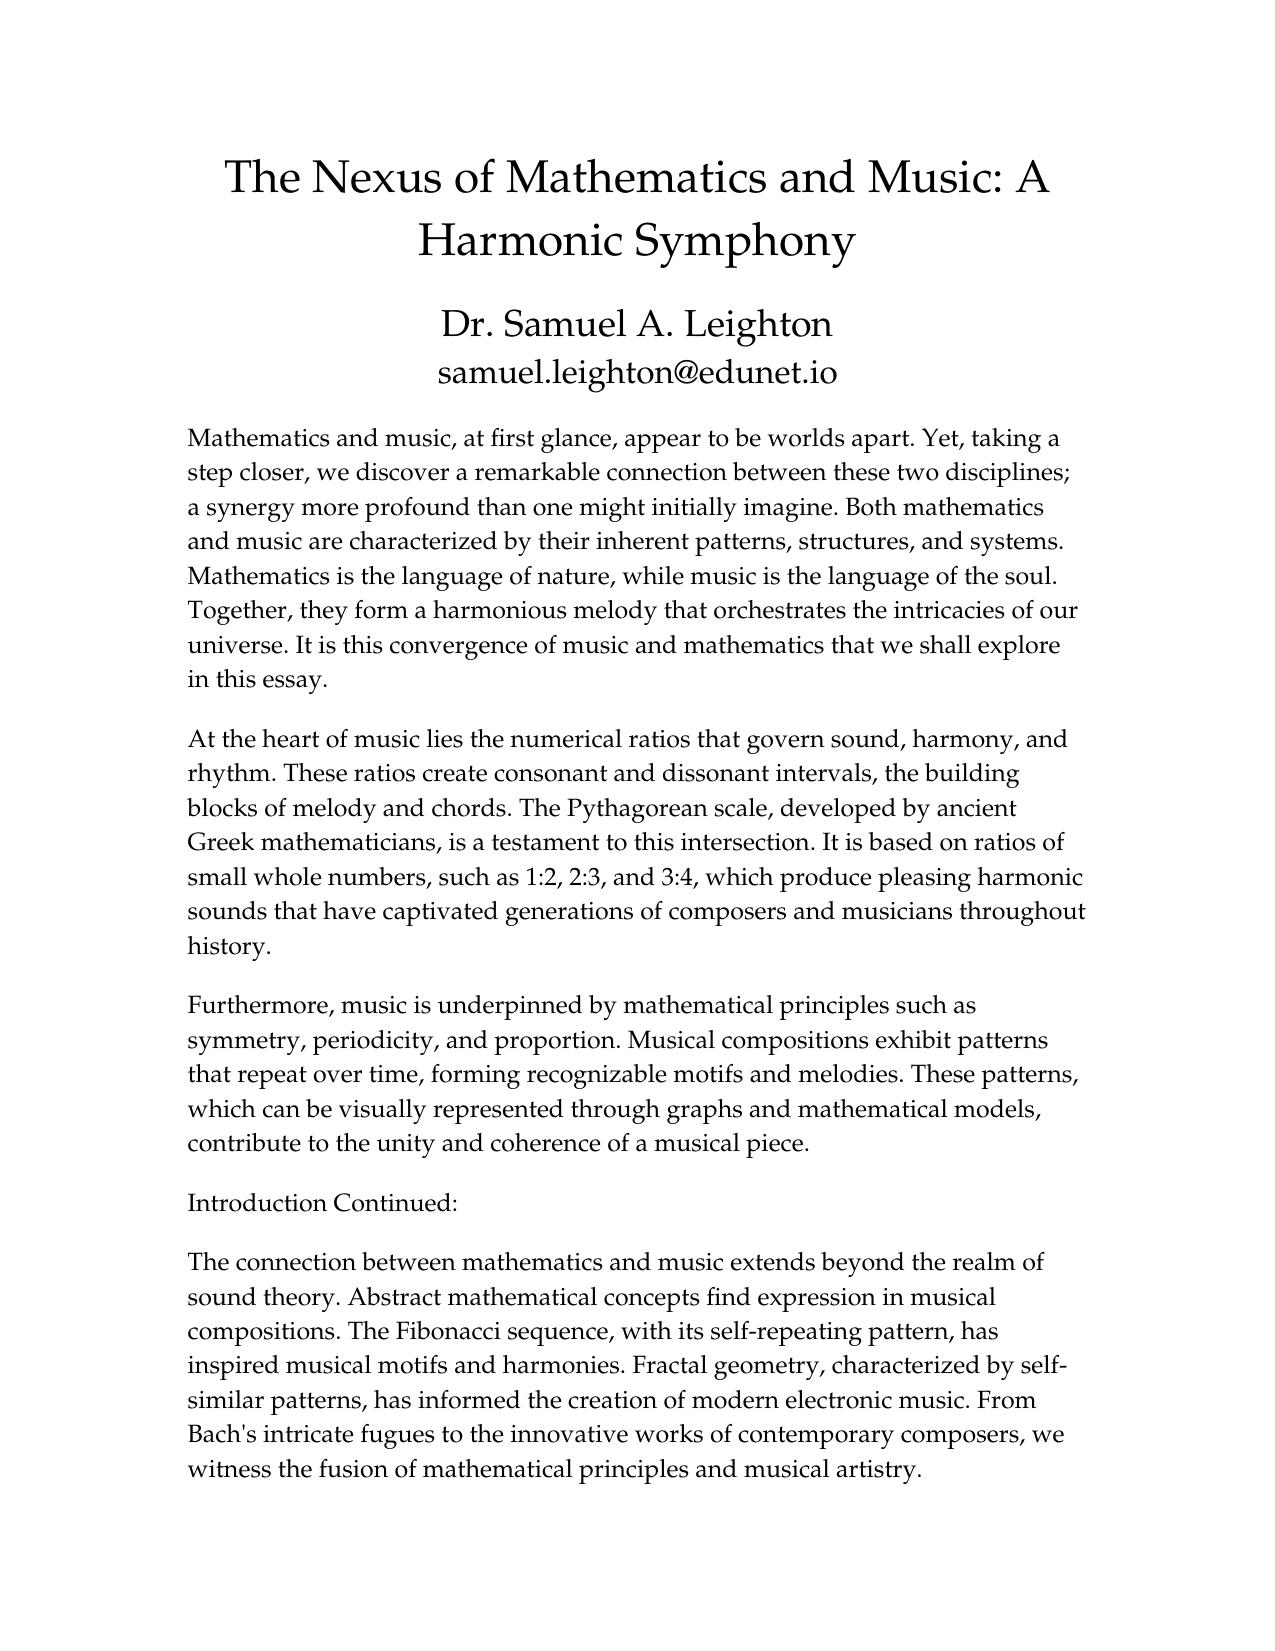 The Nexus of Mathematics and Music: A
Harmonic Symphony
Dr. Samuel A. Leighton
samuel.leighton@edunet.io
Mathematics and music, at first glance, appear to be worlds apart. Yet, taking a
step closer, we discover a remarkable connection between these two disciplines;
a synergy more profound than one might initially imagine. Both mathematics
and music are characterized by their inherent patterns, structures, and systems.
Mathematics is the language of nature, while music is the language of the soul.
Together, they form a harmonious melody that orchestrates the intricacies of our
universe. It is this convergence of music and mathematics that we shall explore
in this essay.
At the heart of music lies the numerical ratios that govern sound, harmony, and
rhythm. These ratios create consonant and dissonant intervals, the building
blocks of melody and chords. The Pythagorean scale, developed by ancient
Greek mathematicians, is a testament to this intersection. It is based on ratios of
small whole numbers, such as 1:2, 2:3, and 3:4, which produce pleasing harmonic
sounds that have captivated generations of composers and musicians throughout
history.
Furthermore, music is underpinned by mathematical principles such as
symmetry, periodicity, and proportion. Musical compositions exhibit patterns
that repeat over time, forming recognizable motifs and melodies. These patterns,
which can be visually represented through graphs and mathematical models,
contribute to the unity and coherence of a musical piece.
Introduction Continued:
The connection between mathematics and music extends beyond the realm of
sound theory. Abstract mathematical concepts find expression in musical
compositions. The Fibonacci sequence, with its self-repeating pattern, has
inspired musical motifs and harmonies. Fractal geometry, characterized by self-
similar patterns, has informed the creation of modern electronic music. From
Bach's intricate fugues to the innovative works of contemporary composers, we
witness the fusion of mathematical principles and musical artistry.